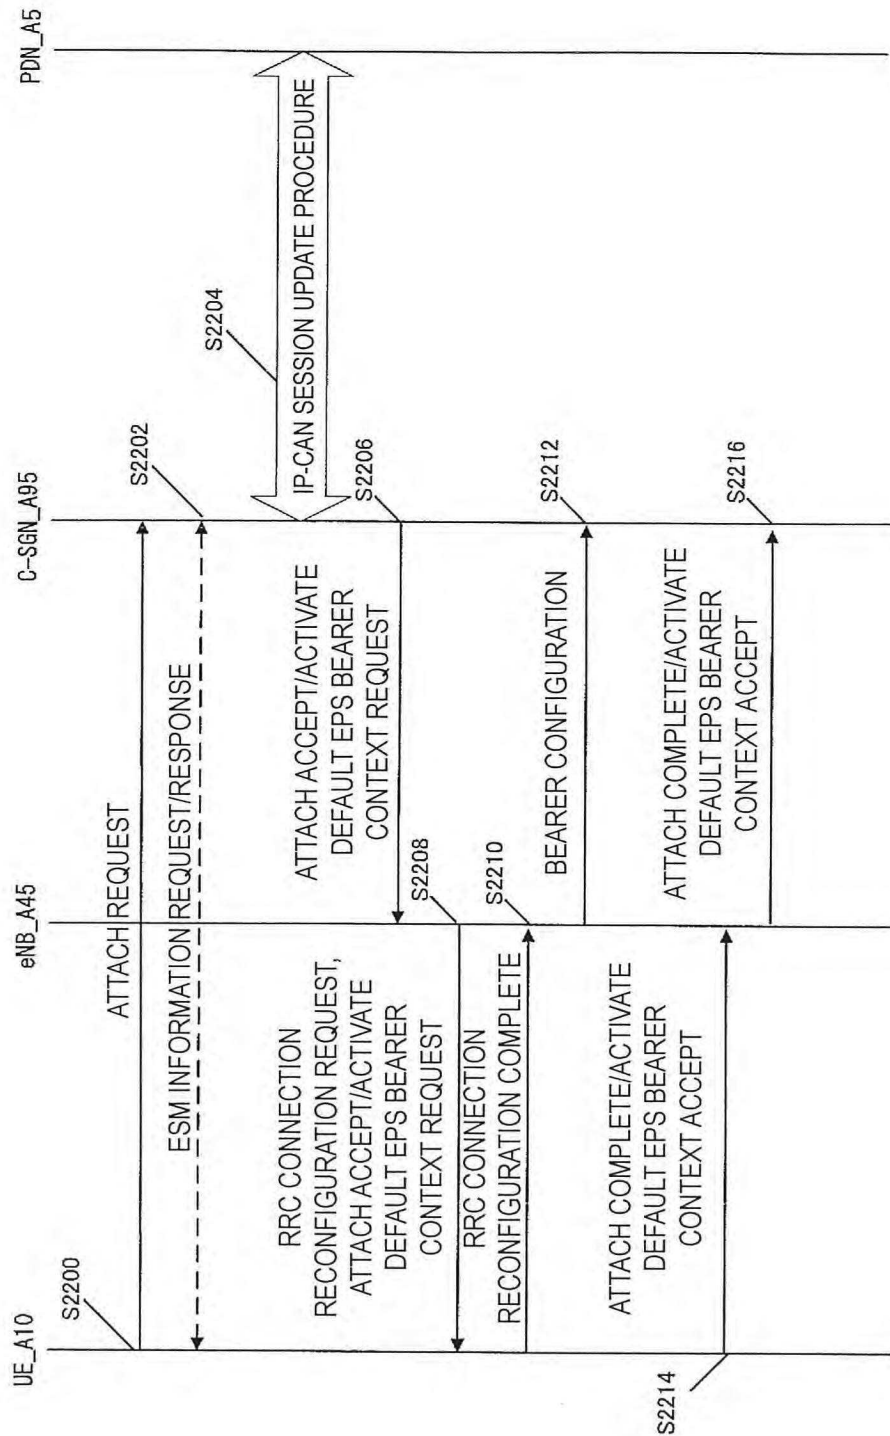 UE_A10
eNB_A45
C-SGN_A95
PDN_A5
S2200
ATTACH REQUEST
S2202
ESM INFORMATION REQUEST/RESPONSE
S2204
IP-CAN SESSION UPDATE PROCEDURE
S2206
ATTACH ACCEPT/ACTIVATE
DEFAULT EPS BEARER
CONTEXT REQUEST
S2208
RRC CONNECTION
RECONFIGURATION REQUEST,
ATTACH ACCEPT/ACTIVATE
DEFAULT EPS BEARER
CONTEXT REQUEST
S2210
RRC CONNECTION
RECONFIGURATION COMPLETE
S2212
BEARER CONFIGURATION
S2214
ATTACH COMPLETE/ACTIVATE
DEFAULT EPS BEARER
CONTEXT ACCEPT
S2216
ATTACH COMPLETE/ACTIVATE
DEFAULT EPS BEARER
CONTEXT ACCEPT